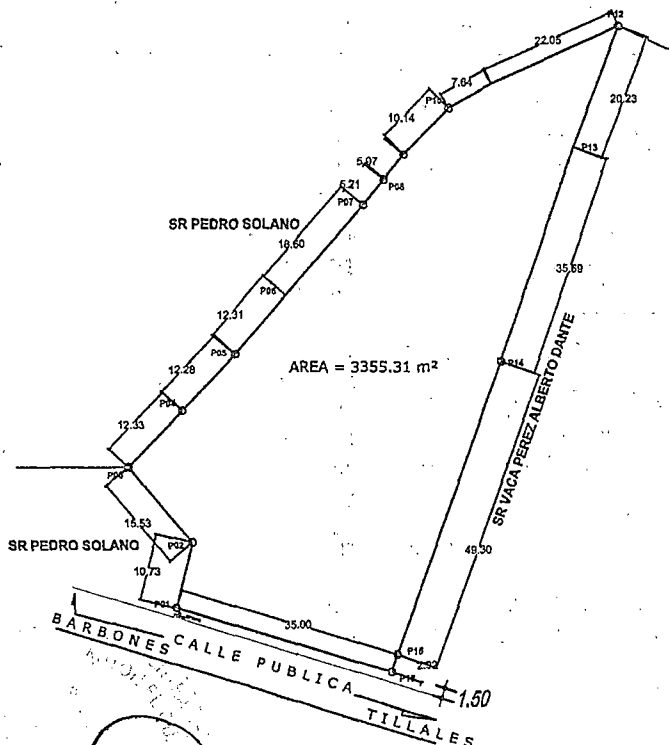 P12
22.05
7.64
P10
20.23
10.14
P13
5.07
P08
5.21
P07
SR PEDRO SOLANO
18.60
35.69
P06
12.31
P05
AREA = 3355.31 m²
P14
12.28
SR VACA PEREZ ALBERTO DANTE
P04
12.33
15.53
SR PEDRO SOLANO
P02
49.30
10.73
P01
35.00
P16
2.92
1.50
BARBONES
CALLE PUBLICA
TILLALES